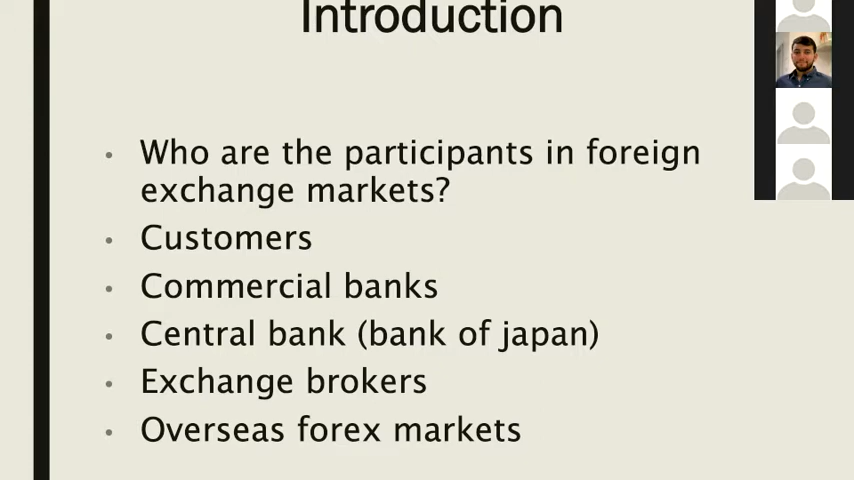 Introduction
• Who are the participants in foreign
exchange markets?
• Customers
• Commercial banks
• Central bank (bank of japan)
• Exchange brokers
• Overseas forex markets